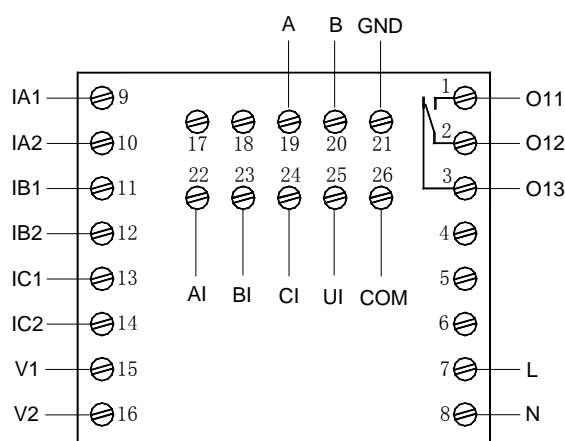 A B GND
IA1 9 1 O11
IA2 10 17 18 19 20 21 2 O12
IB1 11 22 23 24 25 26 3 O13
IB2 12 4
IC1 13 AI BI CI UI COM 5
IC2 14 6
V1 15 7 L
V2 16 8 N